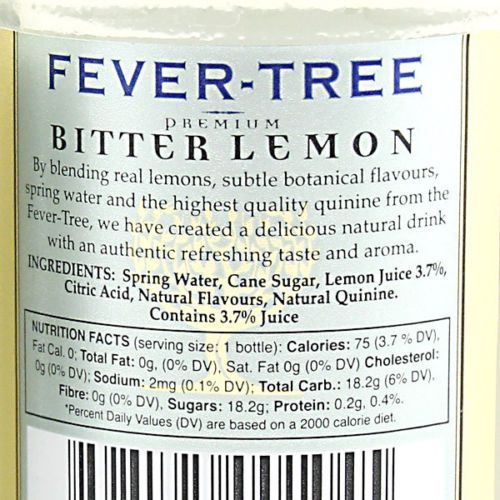 FEVER-TREE
PREMIUM
BITTER LEMON
By blending real lemons, subtle botanical flavours,
spring water and the highest quality quinine from the
Fever-Tree, we have created a delicious natural drink
with an authentic refreshing taste and aroma.
INGREDIENTS: Spring Water, Cane Sugar, Lemon Juice 3.7%,
Citric Acid, Natural Flavours, Natural Quinine.
Contains 3.7% Juice
NUTRITION FACTS (serving size: 1 bottle): Calories: 75 (3.7 % DV),
Fat Cal. 0; Total Fat: 0g, (0% DV), Sat. Fat 0g (0% DV) Cholesterol:
0g (0% DV); Sodium: 2mg (0.1% DV); Total Carb.: 18.2g (6% DV),
Fibre: 0g (0% DV), Sugars: 18.2g; Protein: 0.2g, 0.4%.
*Percent Daily Values (DV) are based on a 2000 calorie diet.